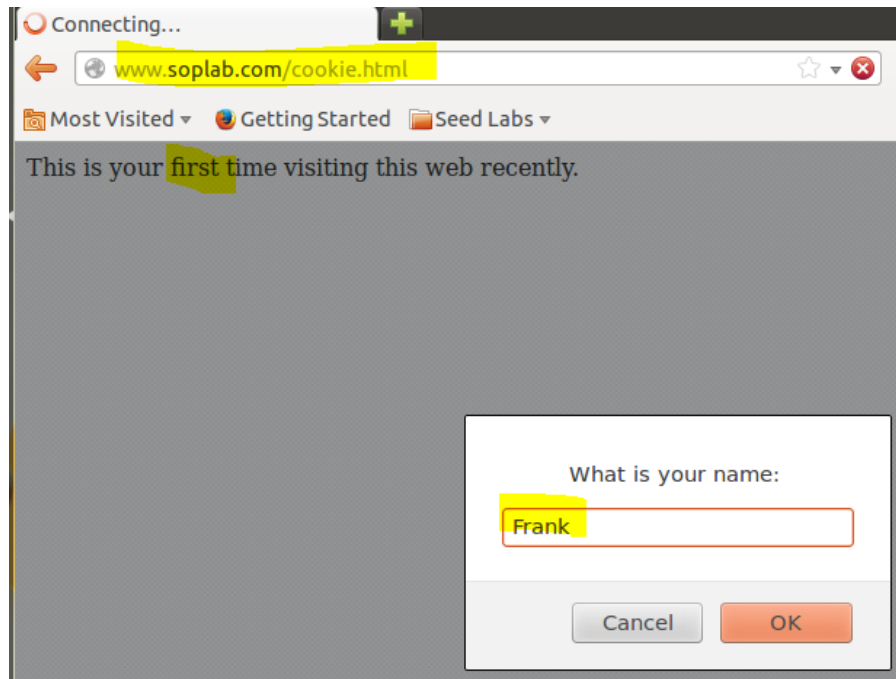 Connecting...
www.soplab.com/cookie.html
Most Visited Getting Started Seed Labs
This is your first time visiting this web recently.
What is your name:
Frank
Cancel OK